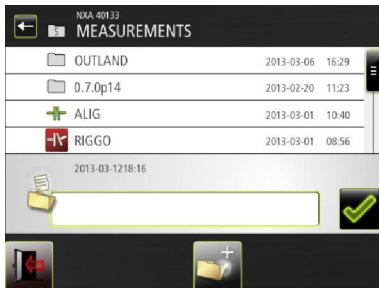 NXA 40133
5 MEASUREMENTS
OUTLAND 2013-03-06 16:29
0.7.0p14 2013-02-20 11:23
ALIG 2013-03-01 10:40
RIGGO 2013-03-01 08:56
2013-03-1218:16